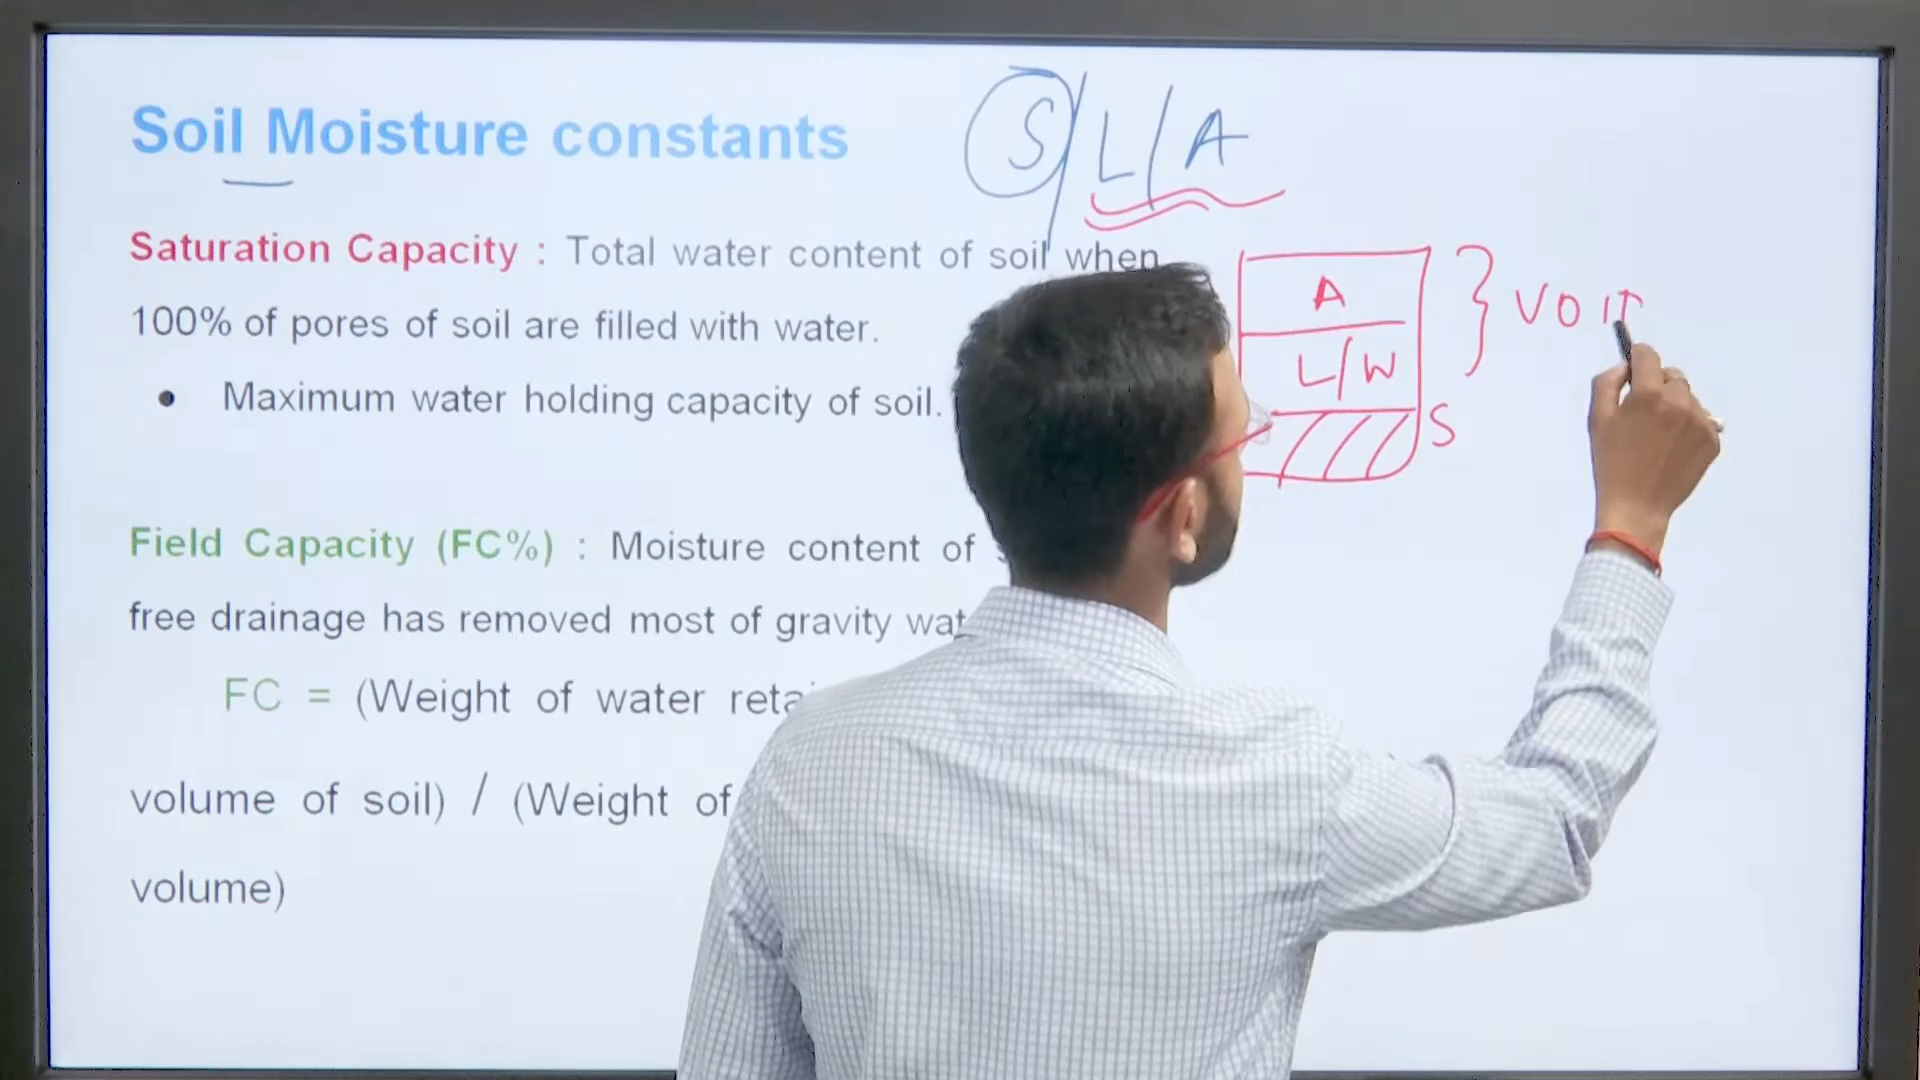 Soil Moisture constants
S/L/A
Saturation Capacity : Total water content of soil when
100% of pores of soil are filled with water.
• Maximum water holding capacity of soil.
A
L/W
S
Field Capacity (FC%) : Moisture content of
free drainage has removed most of gravity
FC = (Weight of water
volume of soil) / (Weight of
volume)